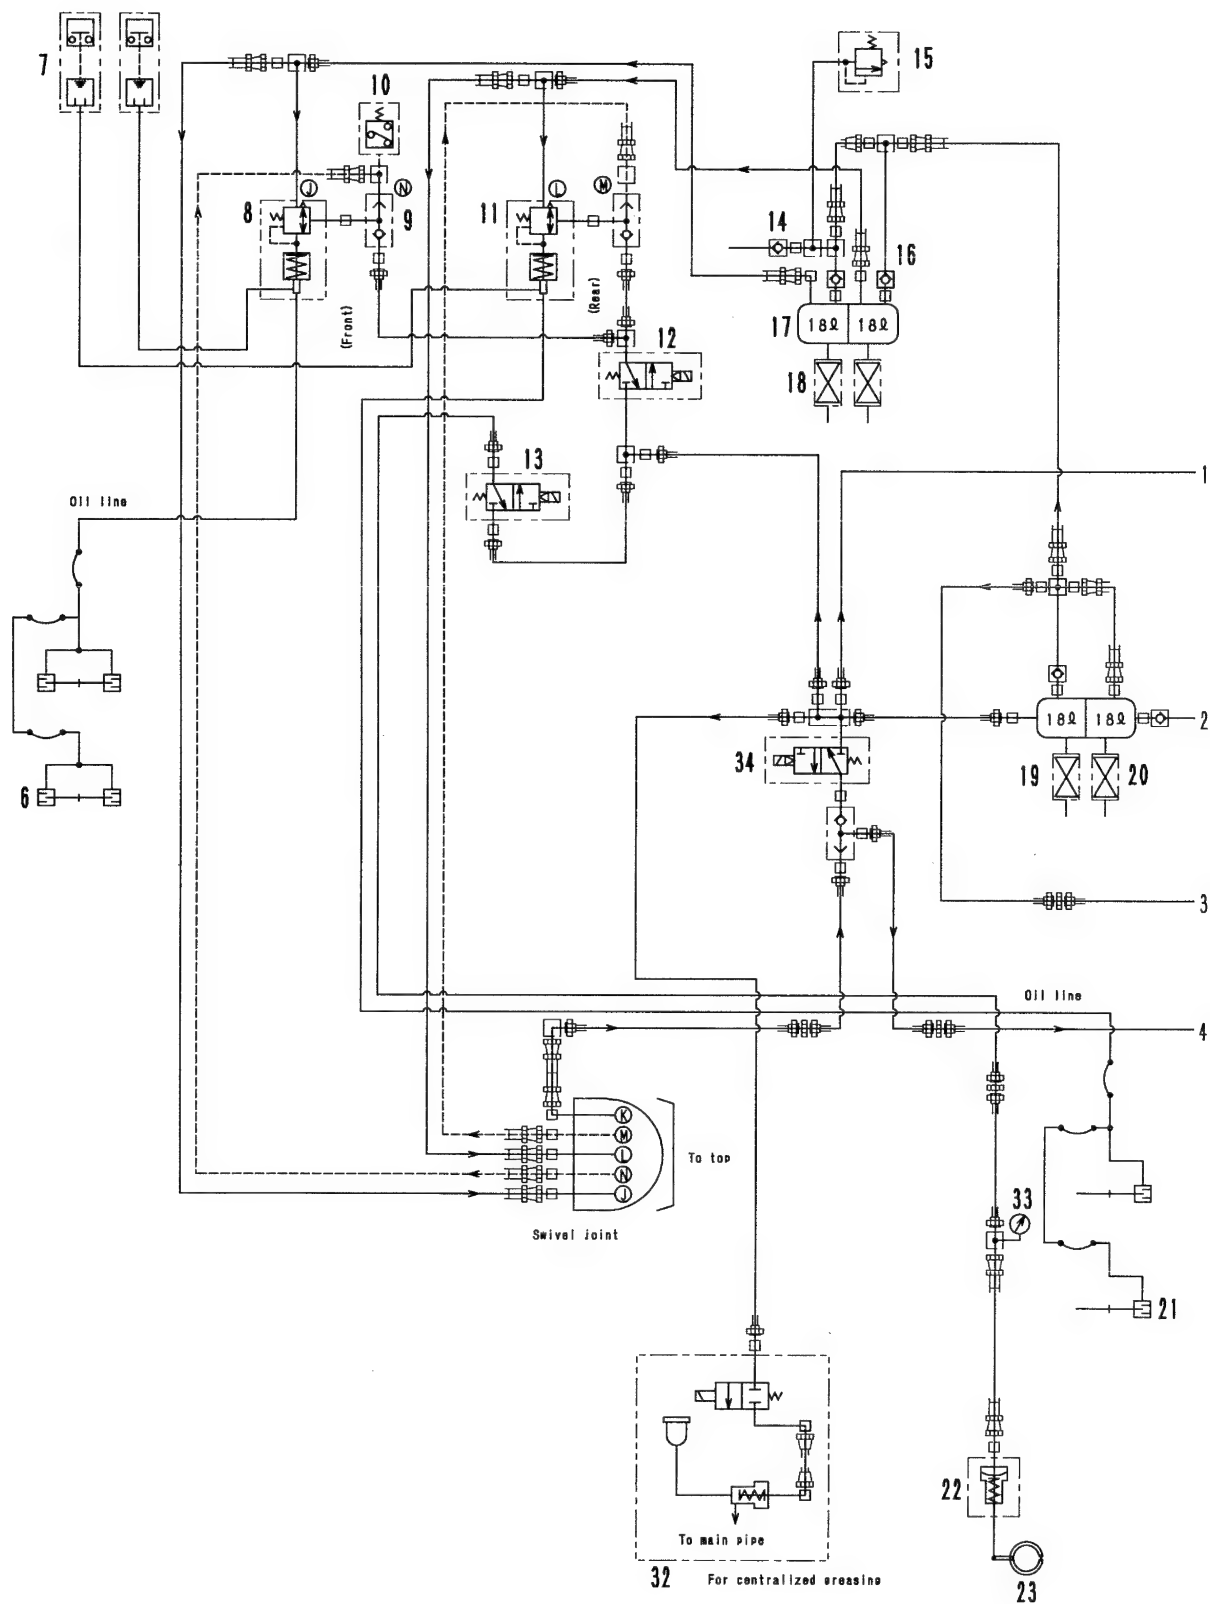 7
10
15
J
N
L
M
8
9
11
14
16
(Front)
(Rear)
12
17
18ℓ
18ℓ
18
13
1
Oil line
34
18ℓ
18ℓ
2
19
20
6
3
Oil line
4
K
M
L
N
J
To top
Swivel joint
33
21
22
To main pipe
32
For centralized greasing
23